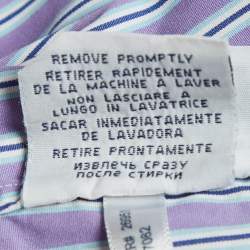 REMOVE PROMPTLY
RETIRER RAPIDEMENT
DE LA MACHINE A LAVER
NON LASCIARE A
LUNGO IN LAVATRICE
SACAR INMEDIATAMENTE
DE LAVADORA
RETIRE PRONTAMENTE
ИЗВЛЕЧЬ СРАЗУ
ПОСЛЕ СТИРКИ